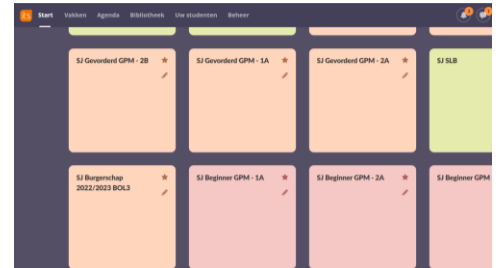 Start Vakken Agenda Bibliotheek Uw studenten Beheer
SJ Gevorderd GPM - 2B
SJ Gevorderd GPM - 1A
SJ Gevorderd GPM - 2A
SJ SLB
SJ Burgerschap
2022/2023 BOL3
SJ Beginner GPM - 1A
SJ Beginner GPM - 2A
SJ Beginner GPM